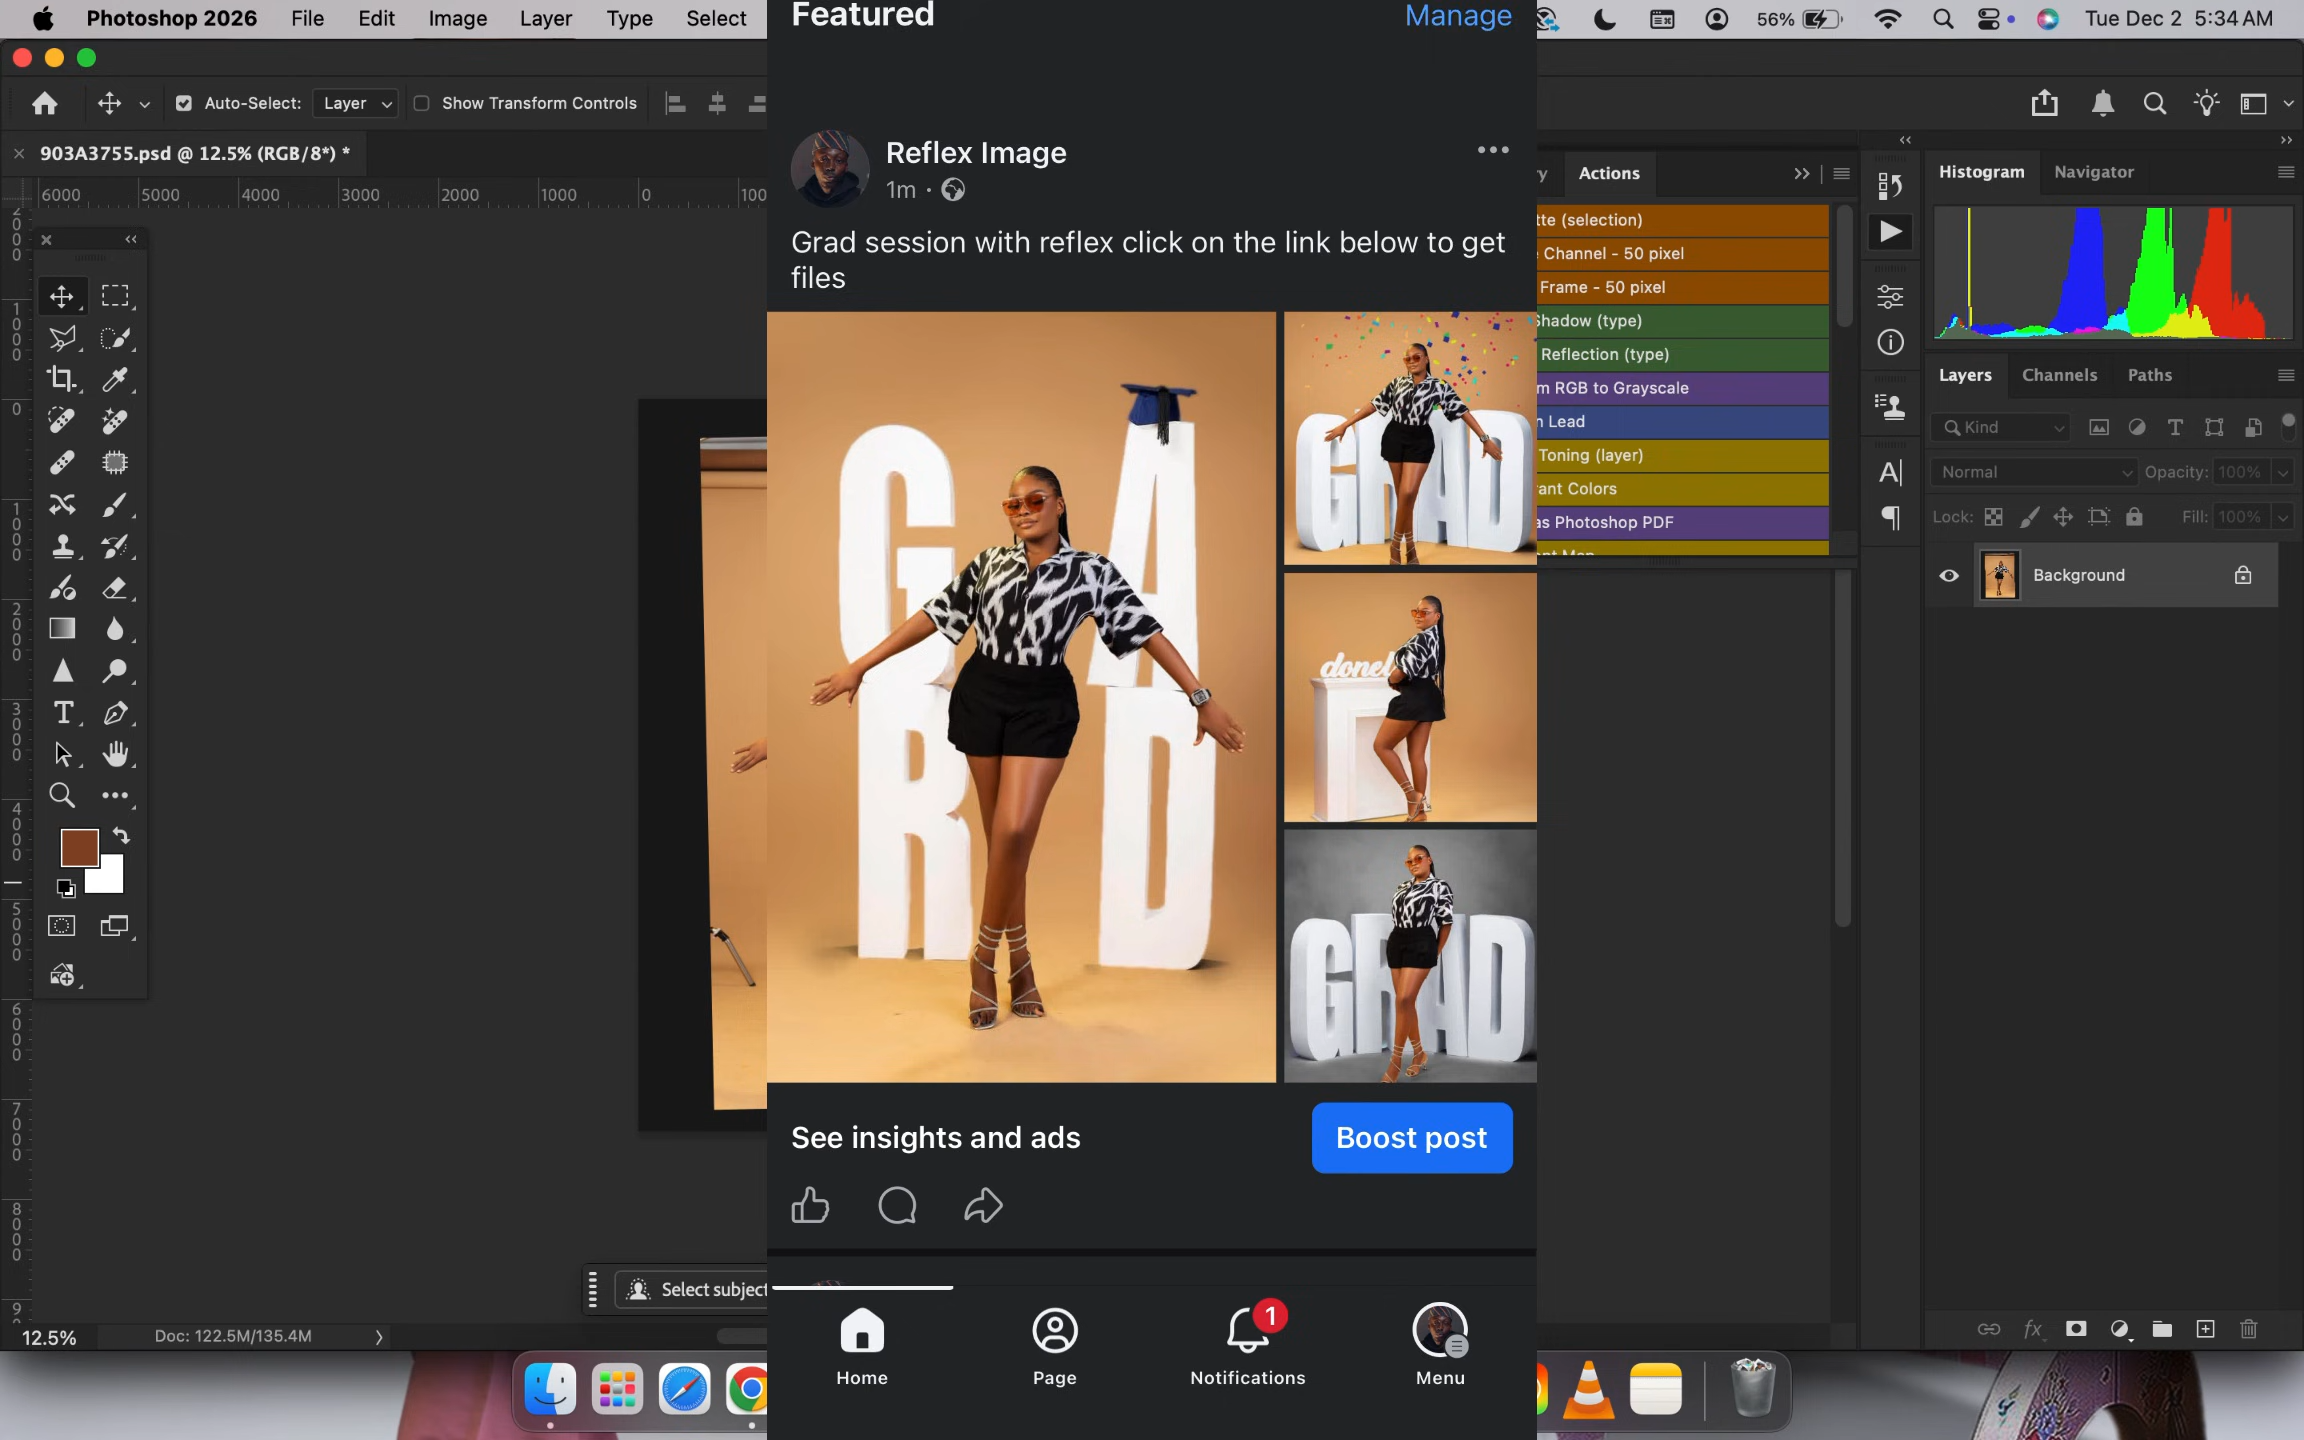 Photoshop 2026 File Edit Image Layer Type Select
56% Tue Dec 2 5:34 AM
Auto-Select: Layer Show Transform Controls
903A3755.psd @ 12.5% (RGB/8*) *
6000 5000 4000 3000 2000 1000 0 100
Featured Manage
Reflex Image
1m ·
Grad session with reflex click on the link below to get
files
GRAD
GRAD
done!
GRAD
See insights and ads
Boost post
Home Page 1 Notifications Menu
Select subject
12.5% Doc: 122.5M/135.4M
Actions
(selection)
Channel - 50 pixel
Frame - 50 pixel
Shadow (type)
Reflection (type)
RGB to Grayscale
Lead
Toning (layer)
Colors
as Photoshop PDF
Histogram Navigator
Layers Channels Paths
Kind
Normal Opacity: 100%
Lock: Fill: 100%
Background